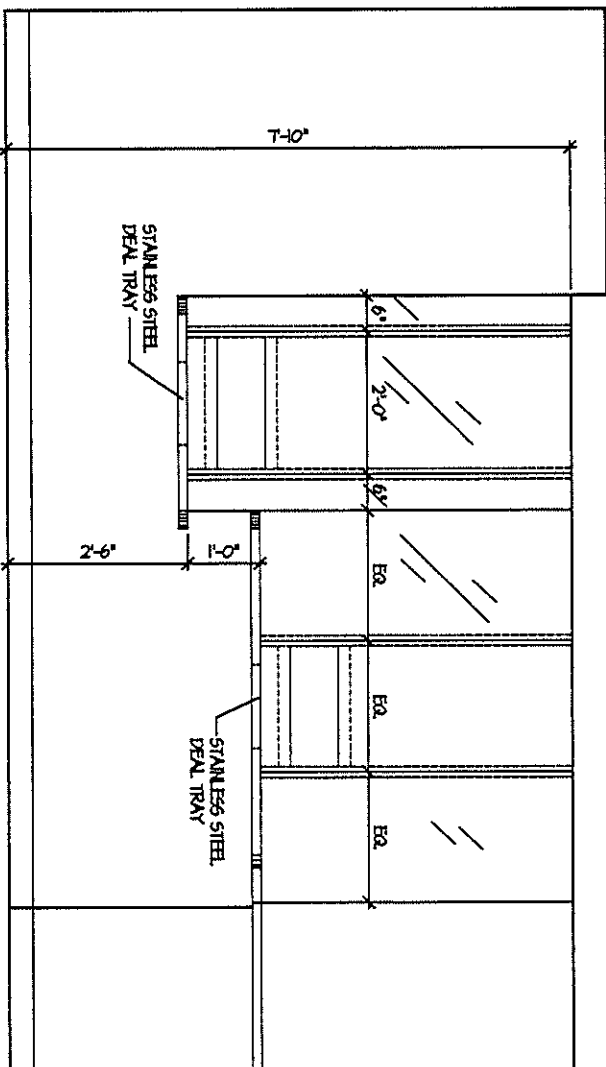 7'-10"
6"
2'-0"
6"
EQ.
EQ.
EQ.
STAINLESS STEEL
DEAL TRAY
2'-6"
1'-0"
STAINLESS STEEL
DEAL TRAY